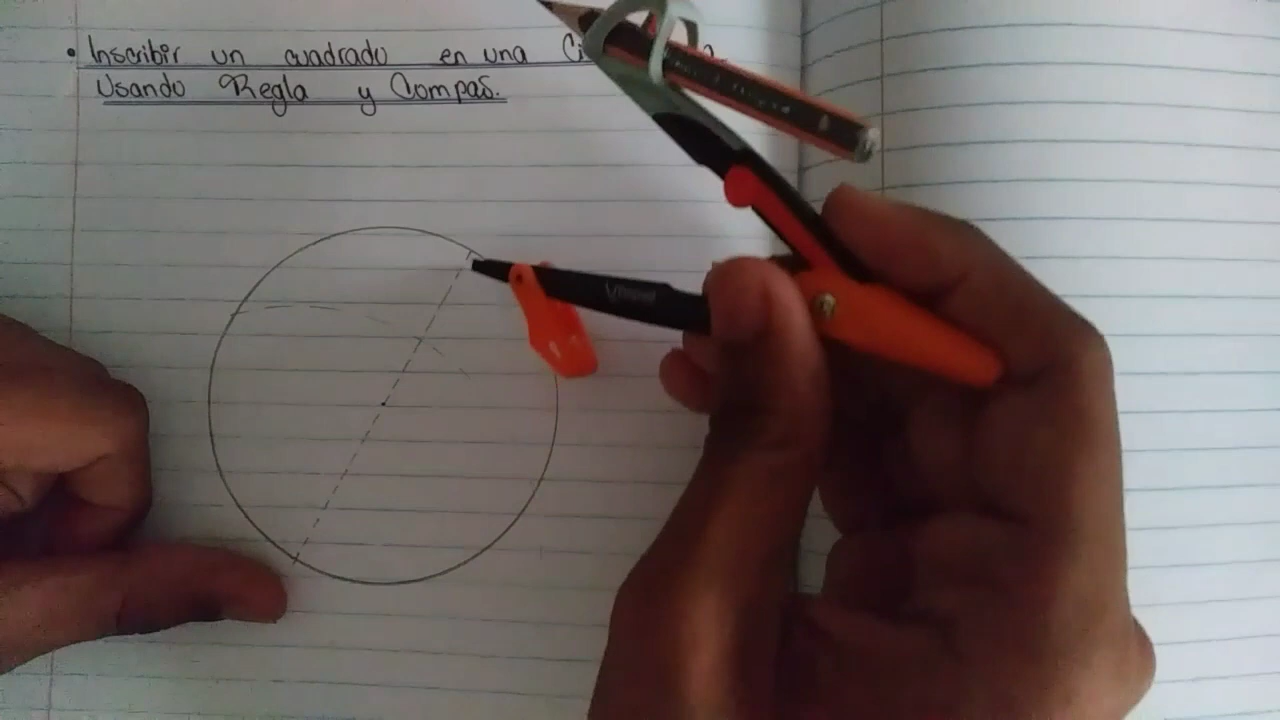 • Inscribir un cuadrado en una
Usando Regla y Compas.